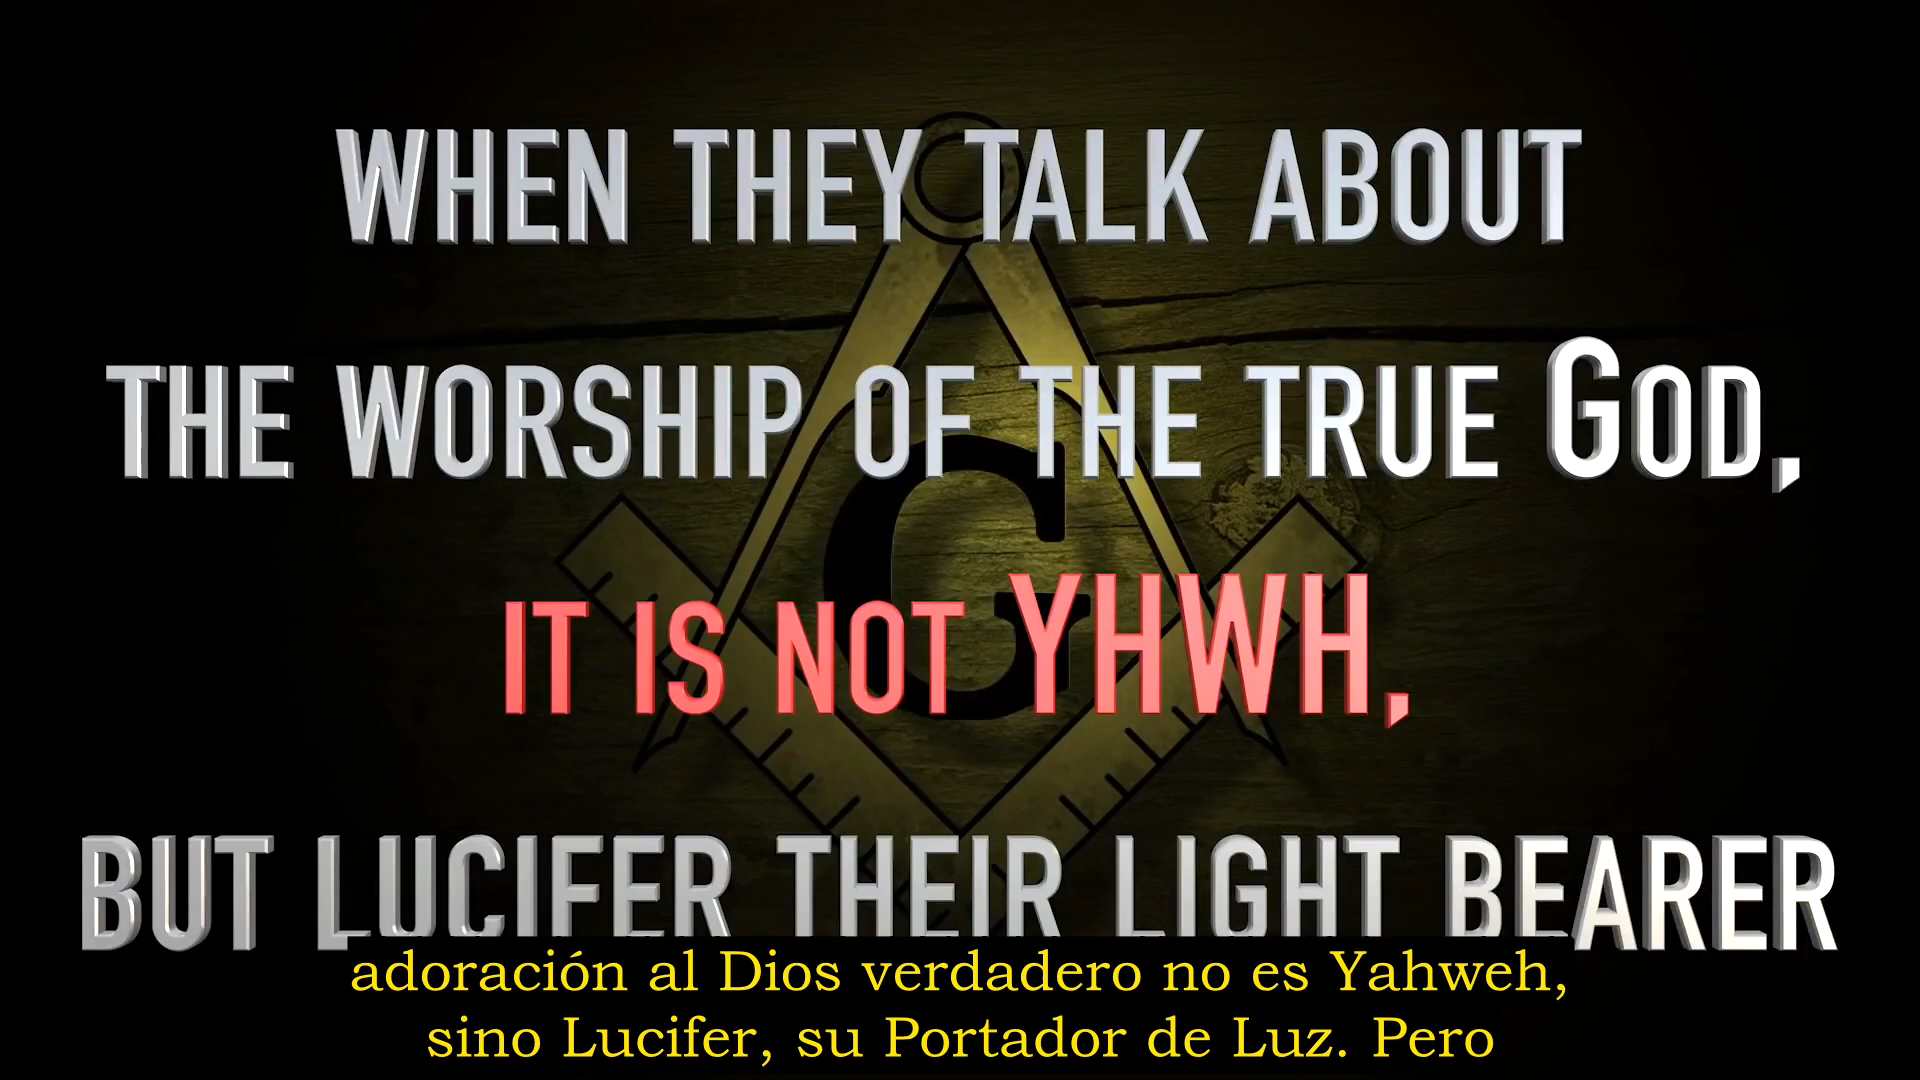 WHEN THEY TALK ABOUT
THE WORSHIP OF THE TRUE GOD,
G
IT IS NOT YHWH,
BUT LUCIFER THEIR LIGHT BEARER
adoración al Dios verdadero no es Yahweh,
sino Lucifer, su Portador de Luz. Pero